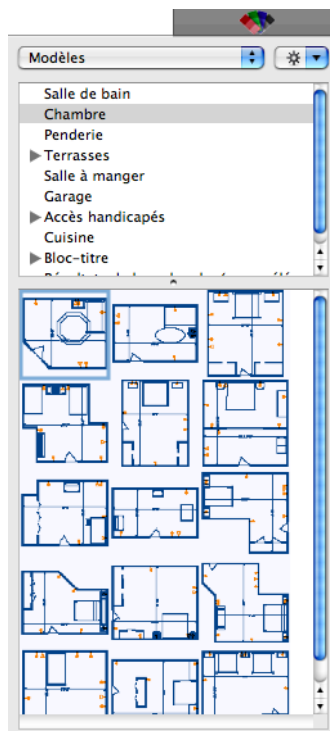 Modèles
Salle de bain
Chambre
Penderie
Terrasses
Salle à manger
Garage
Accès handicapés
Cuisine
Bloc-titre